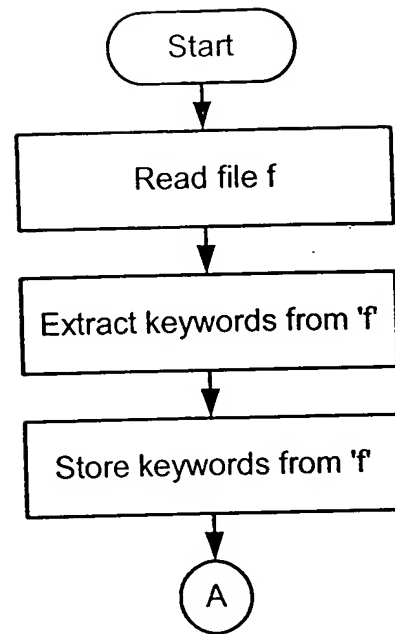 Start
Read file f
Extract keywords from 'f'
Store keywords from 'f'
A